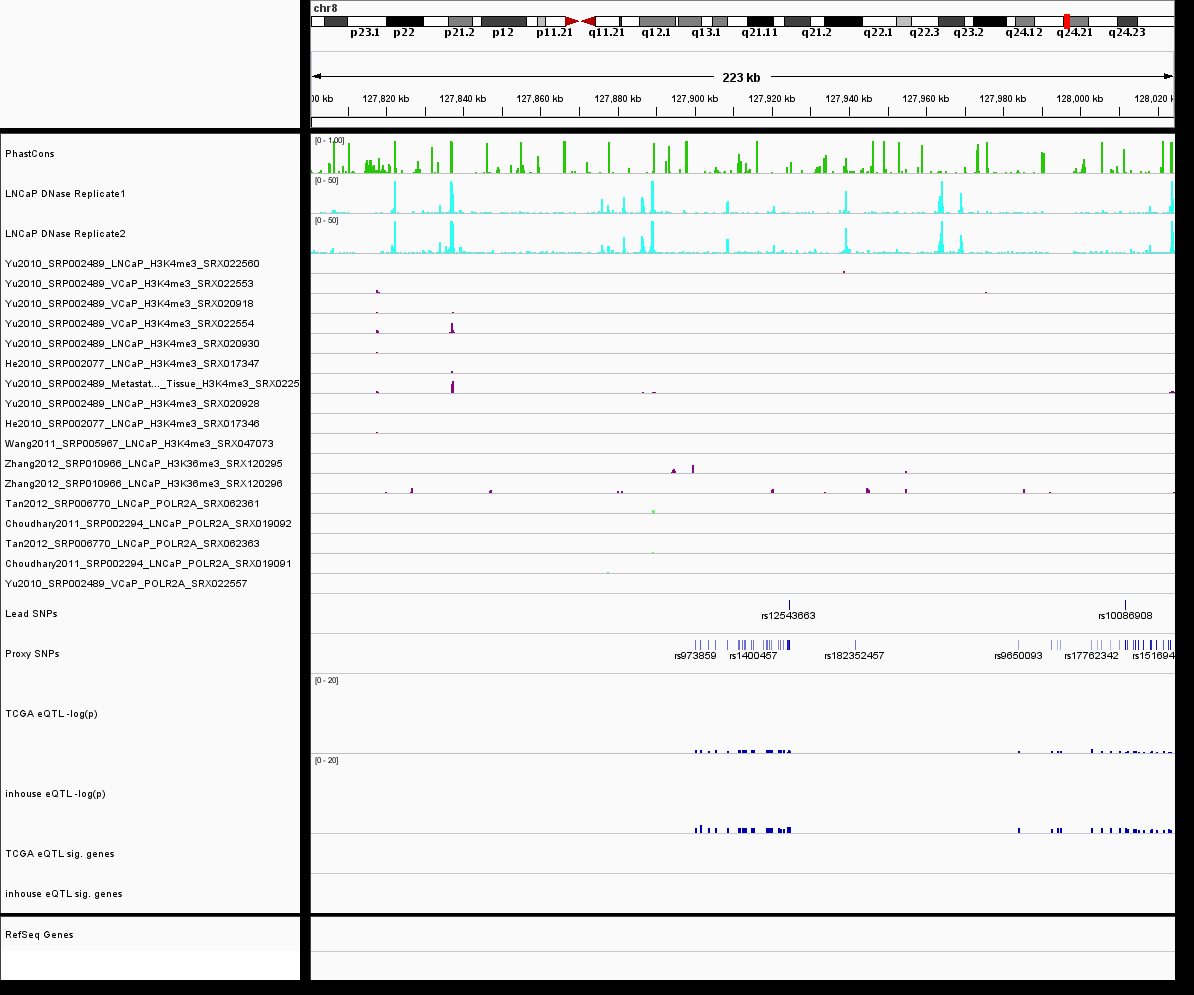 chr8
p23.1 p22 p21.2 p12 p11.21 q11.21 q12.1 q13.1 q21.11 q21.2 q22.1 q22.3 q23.2 q24.12 q24.21 q24.23
223 kb
00 kb 127,820 kb 127,840 kb 127,860 kb 127,880 kb 127,900 kb 127,920 kb 127,940 kb 127,960 kb 127,980 kb 128,000 kb 128,020 k
PhastCons [0 - 1.00]
LNCaP DNase Replicate1 [0 - 50]
LNCaP DNase Replicate2 [0 - 50]
Yu2010_SRP002489_LNCaP_H3K4me3_SRX022560
Yu2010_SRP002489_VCaP_H3K4me3_SRX022553
Yu2010_SRP002489_VCaP_H3K4me3_SRX020918
Yu2010_SRP002489_VCaP_H3K4me3_SRX022554
Yu2010_SRP002489_LNCaP_H3K4me3_SRX020930
He2010_SRP002077_LNCaP_H3K4me3_SRX017347
Yu2010_SRP002489_Metastat..._Tissue_H3K4me3_SRX0225
Yu2010_SRP002489_LNCaP_H3K4me3_SRX020928
He2010_SRP002077_LNCaP_H3K4me3_SRX017346
Wang2011_SRP005967_LNCaP_H3K4me3_SRX047073
Zhang2012_SRP010966_LNCaP_H3K36me3_SRX120295
Zhang2012_SRP010966_LNCaP_H3K36me3_SRX120296
Tan2012_SRP006770_LNCaP_POLR2A_SRX062361
Choudhary2011_SRP002294_LNCaP_POLR2A_SRX019092
Tan2012_SRP006770_LNCaP_POLR2A_SRX062363
Choudhary2011_SRP002294_LNCaP_POLR2A_SRX019091
Yu2010_SRP002489_VCaP_POLR2A_SRX022557
Lead SNPs rs12543663 rs10086908
Proxy SNPs rs973859 rs1400457 rs182352457 rs9650093 rs17762342 rs151694
[0 - 20]
TCGA eQTL -log(p)
[0 - 20]
inhouse eQTL -log(p)
TCGA eQTL sig. genes
inhouse eQTL sig. genes
RefSeq Genes